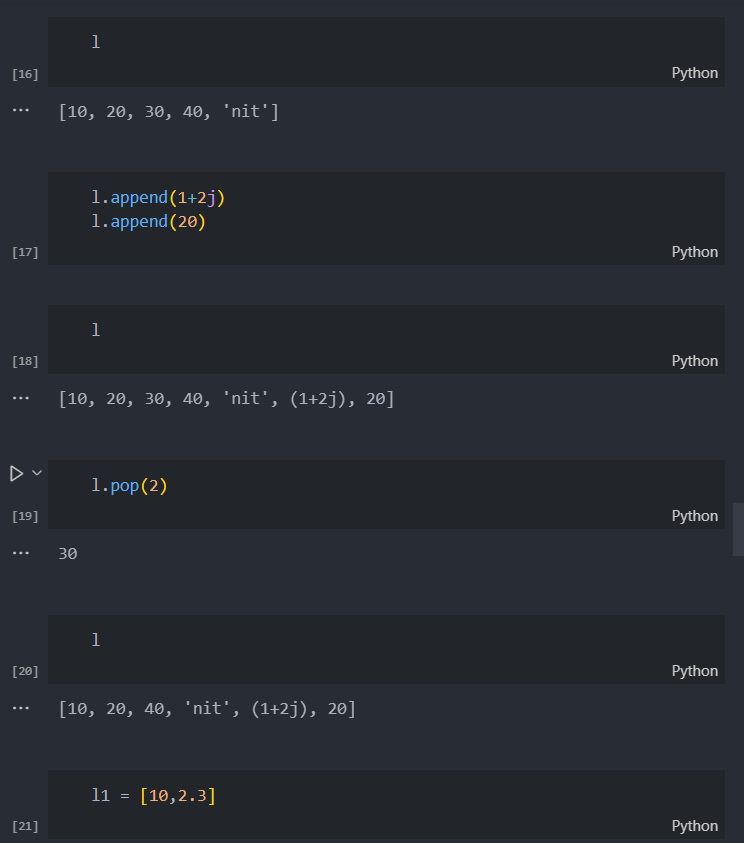 l
[16]
Python
[10, 20, 30, 40, 'nit']
l.append(1+2j)
l.append(20)
[17]
Python
l
[18]
Python
[10, 20, 30, 40, 'nit', (1+2j), 20]
l.pop(2)
[19]
Python
30
l
[20]
Python
[10, 20, 40, 'nit', (1+2j), 20]
l1 = [10,2.3]
[21]
Python